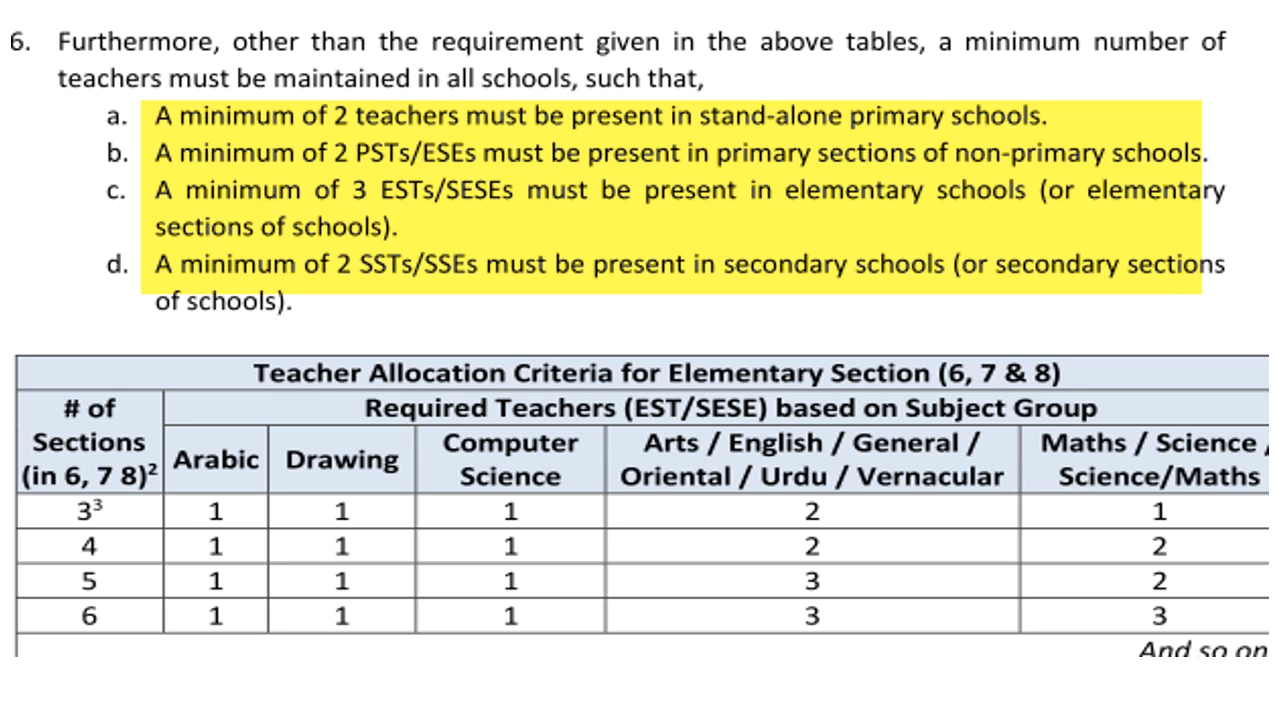 6. Furthermore, other than the requirement given in the above tables, a minimum number of
teachers must be maintained in all schools, such that,
a. A minimum of 2 teachers must be present in stand-alone primary schools.
b. A minimum of 2 PSTs/ESEs must be present in primary sections of non-primary schools.
c. A minimum of 3 ESTs/SESEs must be present in elementary schools (or elementary
sections of schools).
d. A minimum of 2 SSTs/SSEs must be present in secondary schools (or secondary sections
of schools).
Teacher Allocation Criteria for Elementary Section (6, 7 & 8)
# of Sections (in 6, 7 8)² Required Teachers (EST/SESE) based on Subject Group
Arabic Drawing Computer Science Arts / English / General / Oriental / Urdu / Vernacular Maths / Science / Science/Maths
3³ 1 1 1 2 1
4 1 1 1 2 2
5 1 1 1 3 2
6 1 1 1 3 3
And so on